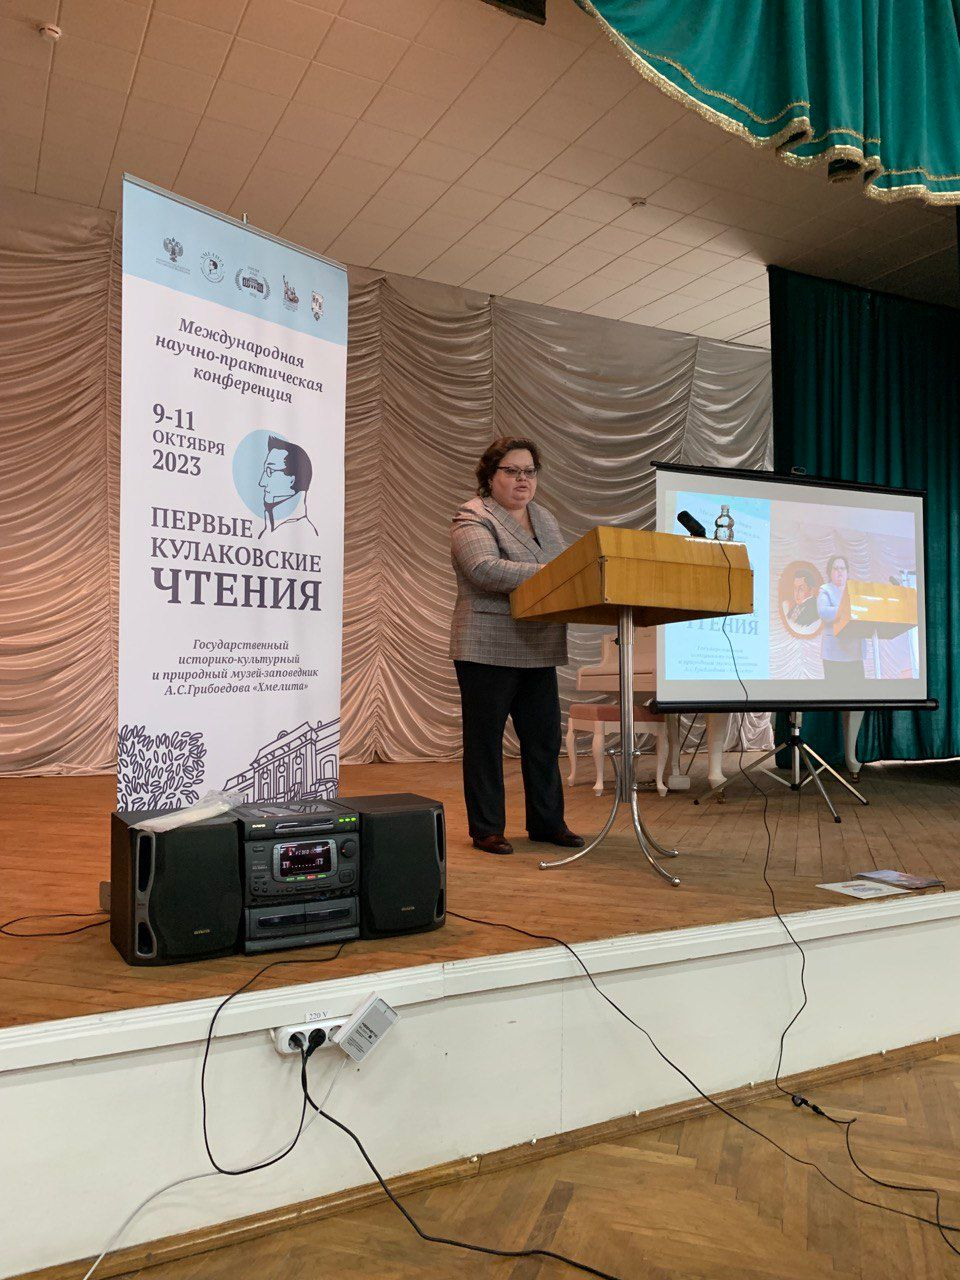 Международная
научно-практическая
конференция
9-11
ОКТЯБРЯ
2023
ПЕРВЫЕ
КУЛАКОВСКИЕ
ЧТЕНИЯ
Государственный
историко-культурный
и природный музей-заповедник
А.С.Грибоедова «Хмелита»
ЧТЕНИЯ
220 V